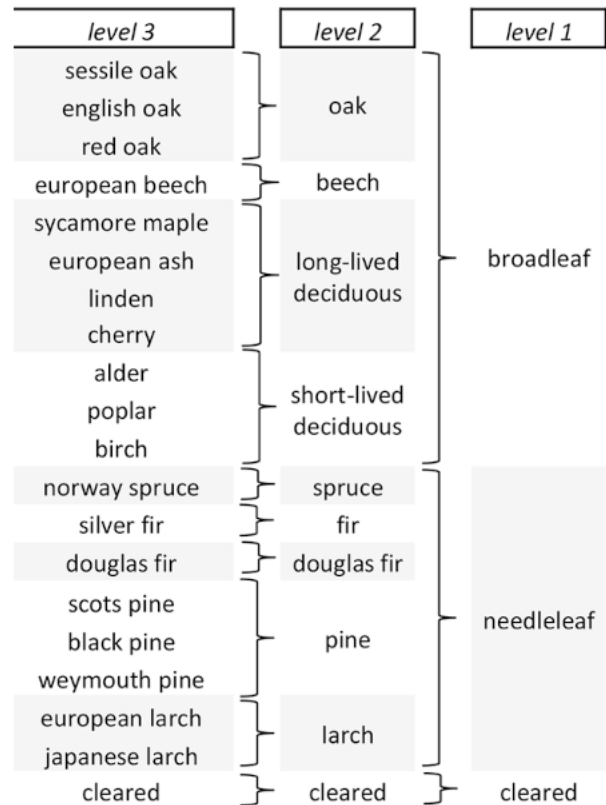 level 3 level 2 level 1
sessile oak
english oak
red oak
oak
european beech
beech
sycamore maple
european ash
linden
cherry
long-lived
deciduous
alder
poplar
birch
short-lived
deciduous
broadleaf
norway spruce
spruce
silver fir
fir
douglas fir
douglas fir
scots pine
black pine
weymouth pine
pine
european larch
japanese larch
larch
needleleaf
cleared
cleared
cleared